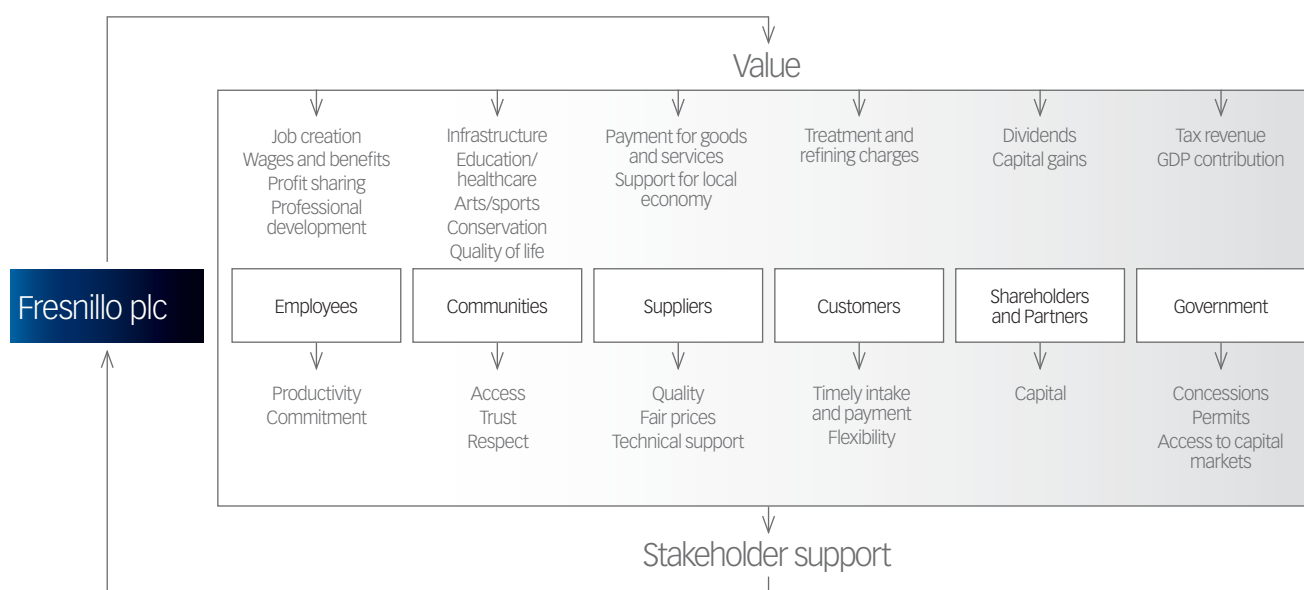 Value
Job creation
Wages and benefits
Profit sharing
Professional
development
Infrastructure
Education/
healthcare
Arts/sports
Conservation
Quality of life
Payment for goods
and services
Support for local
economy
Treatment and
refining charges
Dividends
Capital gains
Tax revenue
GDP contribution
Fresnillo plc
Employees
Communities
Suppliers
Customers
Shareholders
and Partners
Government
Productivity
Commitment
Access
Trust
Respect
Quality
Fair prices
Technical support
Timely intake
and payment
Flexibility
Capital
Concessions
Permits
Access to capital
markets
Stakeholder support